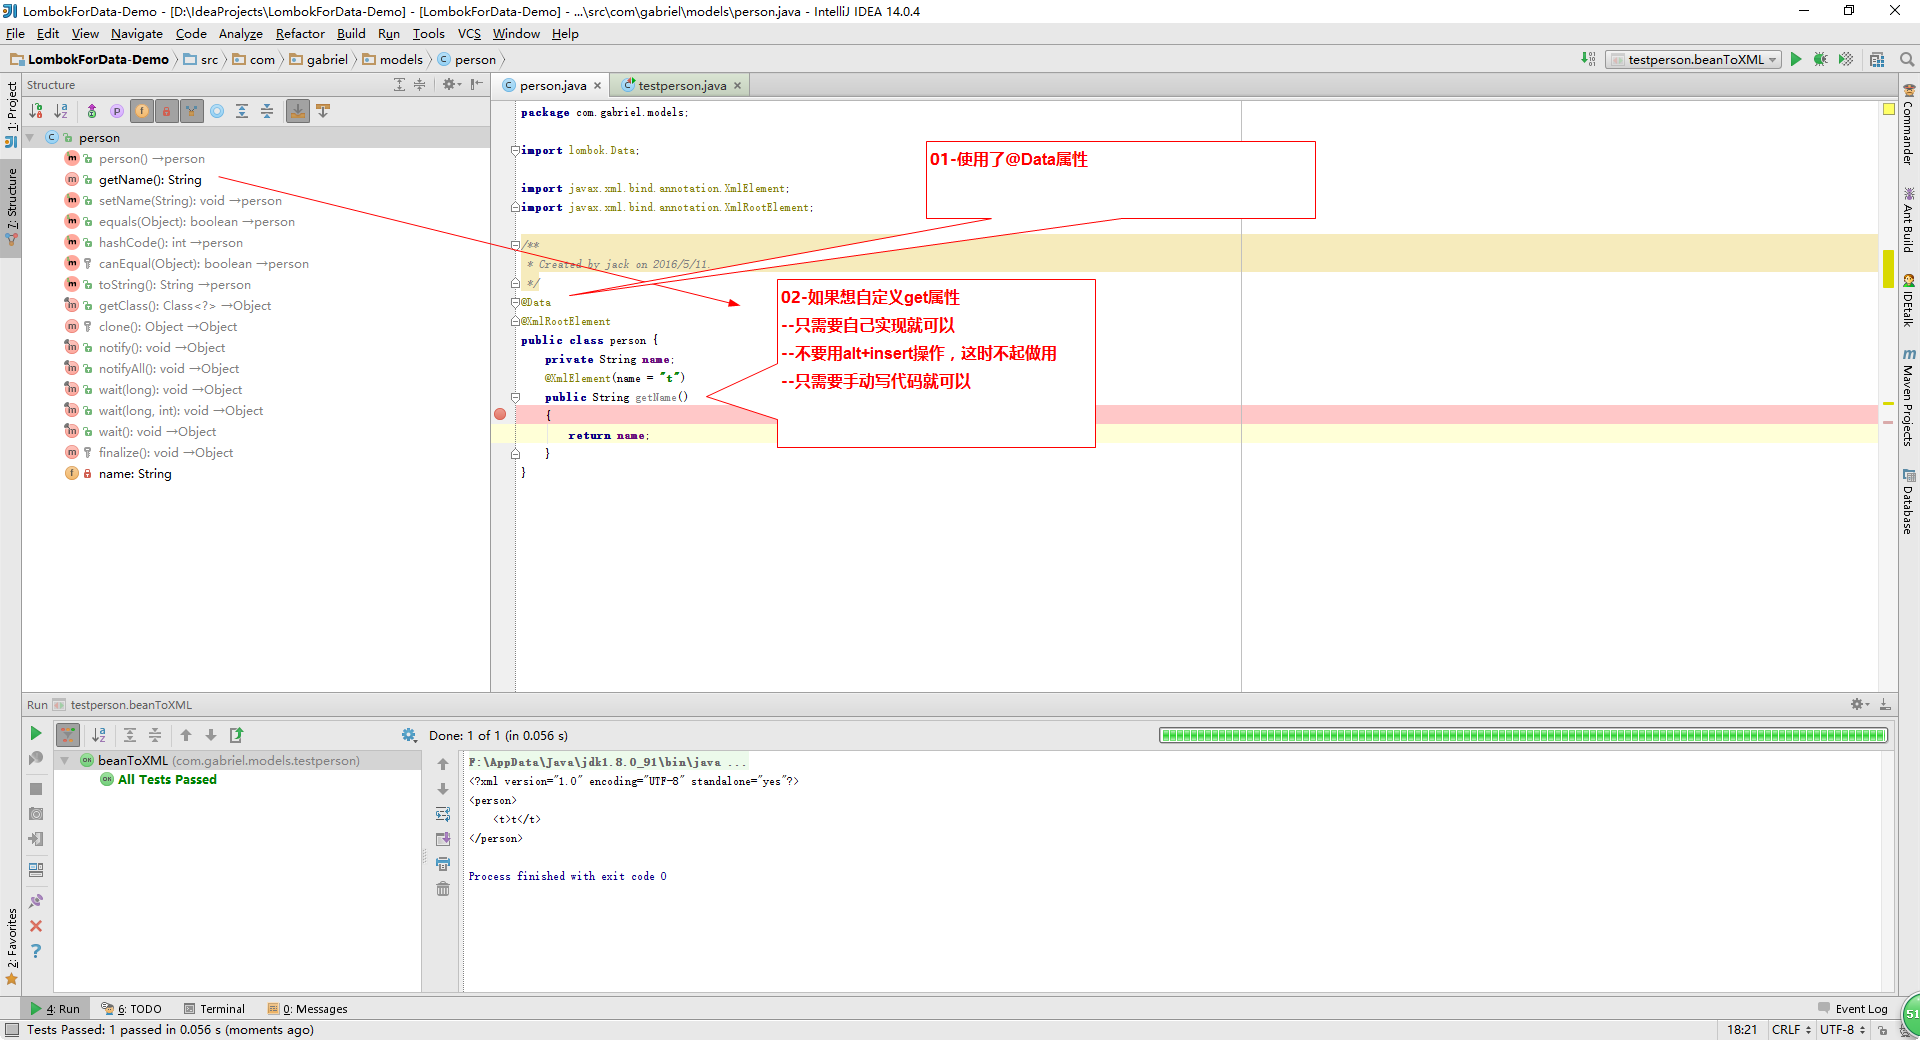 LombokForData-Demo - [D:\IdeaProjects\LombokForData-Demo] - [LombokForData-Demo] - ...\src\com\gabriel\models\person.java - IntelliJ IDEA 14.0.4
File Edit View Navigate Code Analyze Refactor Build Run Tools VCS Window Help
LombokForData-Demo src com gabriel models person
testperson.beanToXML
1: Project
7: Structure
2: Favorites
Structure
person
person() →person
getName(): String
setName(String): void →person
equals(Object): boolean →person
hashCode(): int →person
canEqual(Object): boolean →person
toString(): String →person
getClass(): Class<?> →Object
clone(): Object →Object
notify(): void →Object
notifyAll(): void →Object
wait(long): void →Object
wait(long, int): void →Object
wait(): void →Object
finalize(): void →Object
name: String
person.java testperson.java
package com.gabriel.models;
import lombok.Data;
import javax.xml.bind.annotation.XmlElement;
import javax.xml.bind.annotation.XmlRootElement;
/**
* Created by jack on 2016/5/11.
*/
@Data
@XmlRootElement
public class person {
private String name;
@XmlElement(name = "t")
public String getName()
{
return name;
}
}
01-使用了@Data属性
02-如果想自定义get属性
--只需要自己实现就可以
--不要用alt+insert操作，这时不起做用
--只需要手动写代码就可以
Commander
Ant Build
IDEtalk
Maven Projects
Database
Run testperson.beanToXML
Done: 1 of 1 (in 0.056 s)
beanToXML (com.gabriel.models.testperson)
All Tests Passed
F:\AppData\Java\jdk1.8.0_91\bin\java ...
<?xml version="1.0" encoding="UTF-8" standalone="yes"?>
<person>
<t>t</t>
</person>
Process finished with exit code 0
4: Run 6: TODO Terminal 0: Messages Event Log
Tests Passed: 1 passed in 0.056 s (moments ago) 18:21 CRLF UTF-8
51